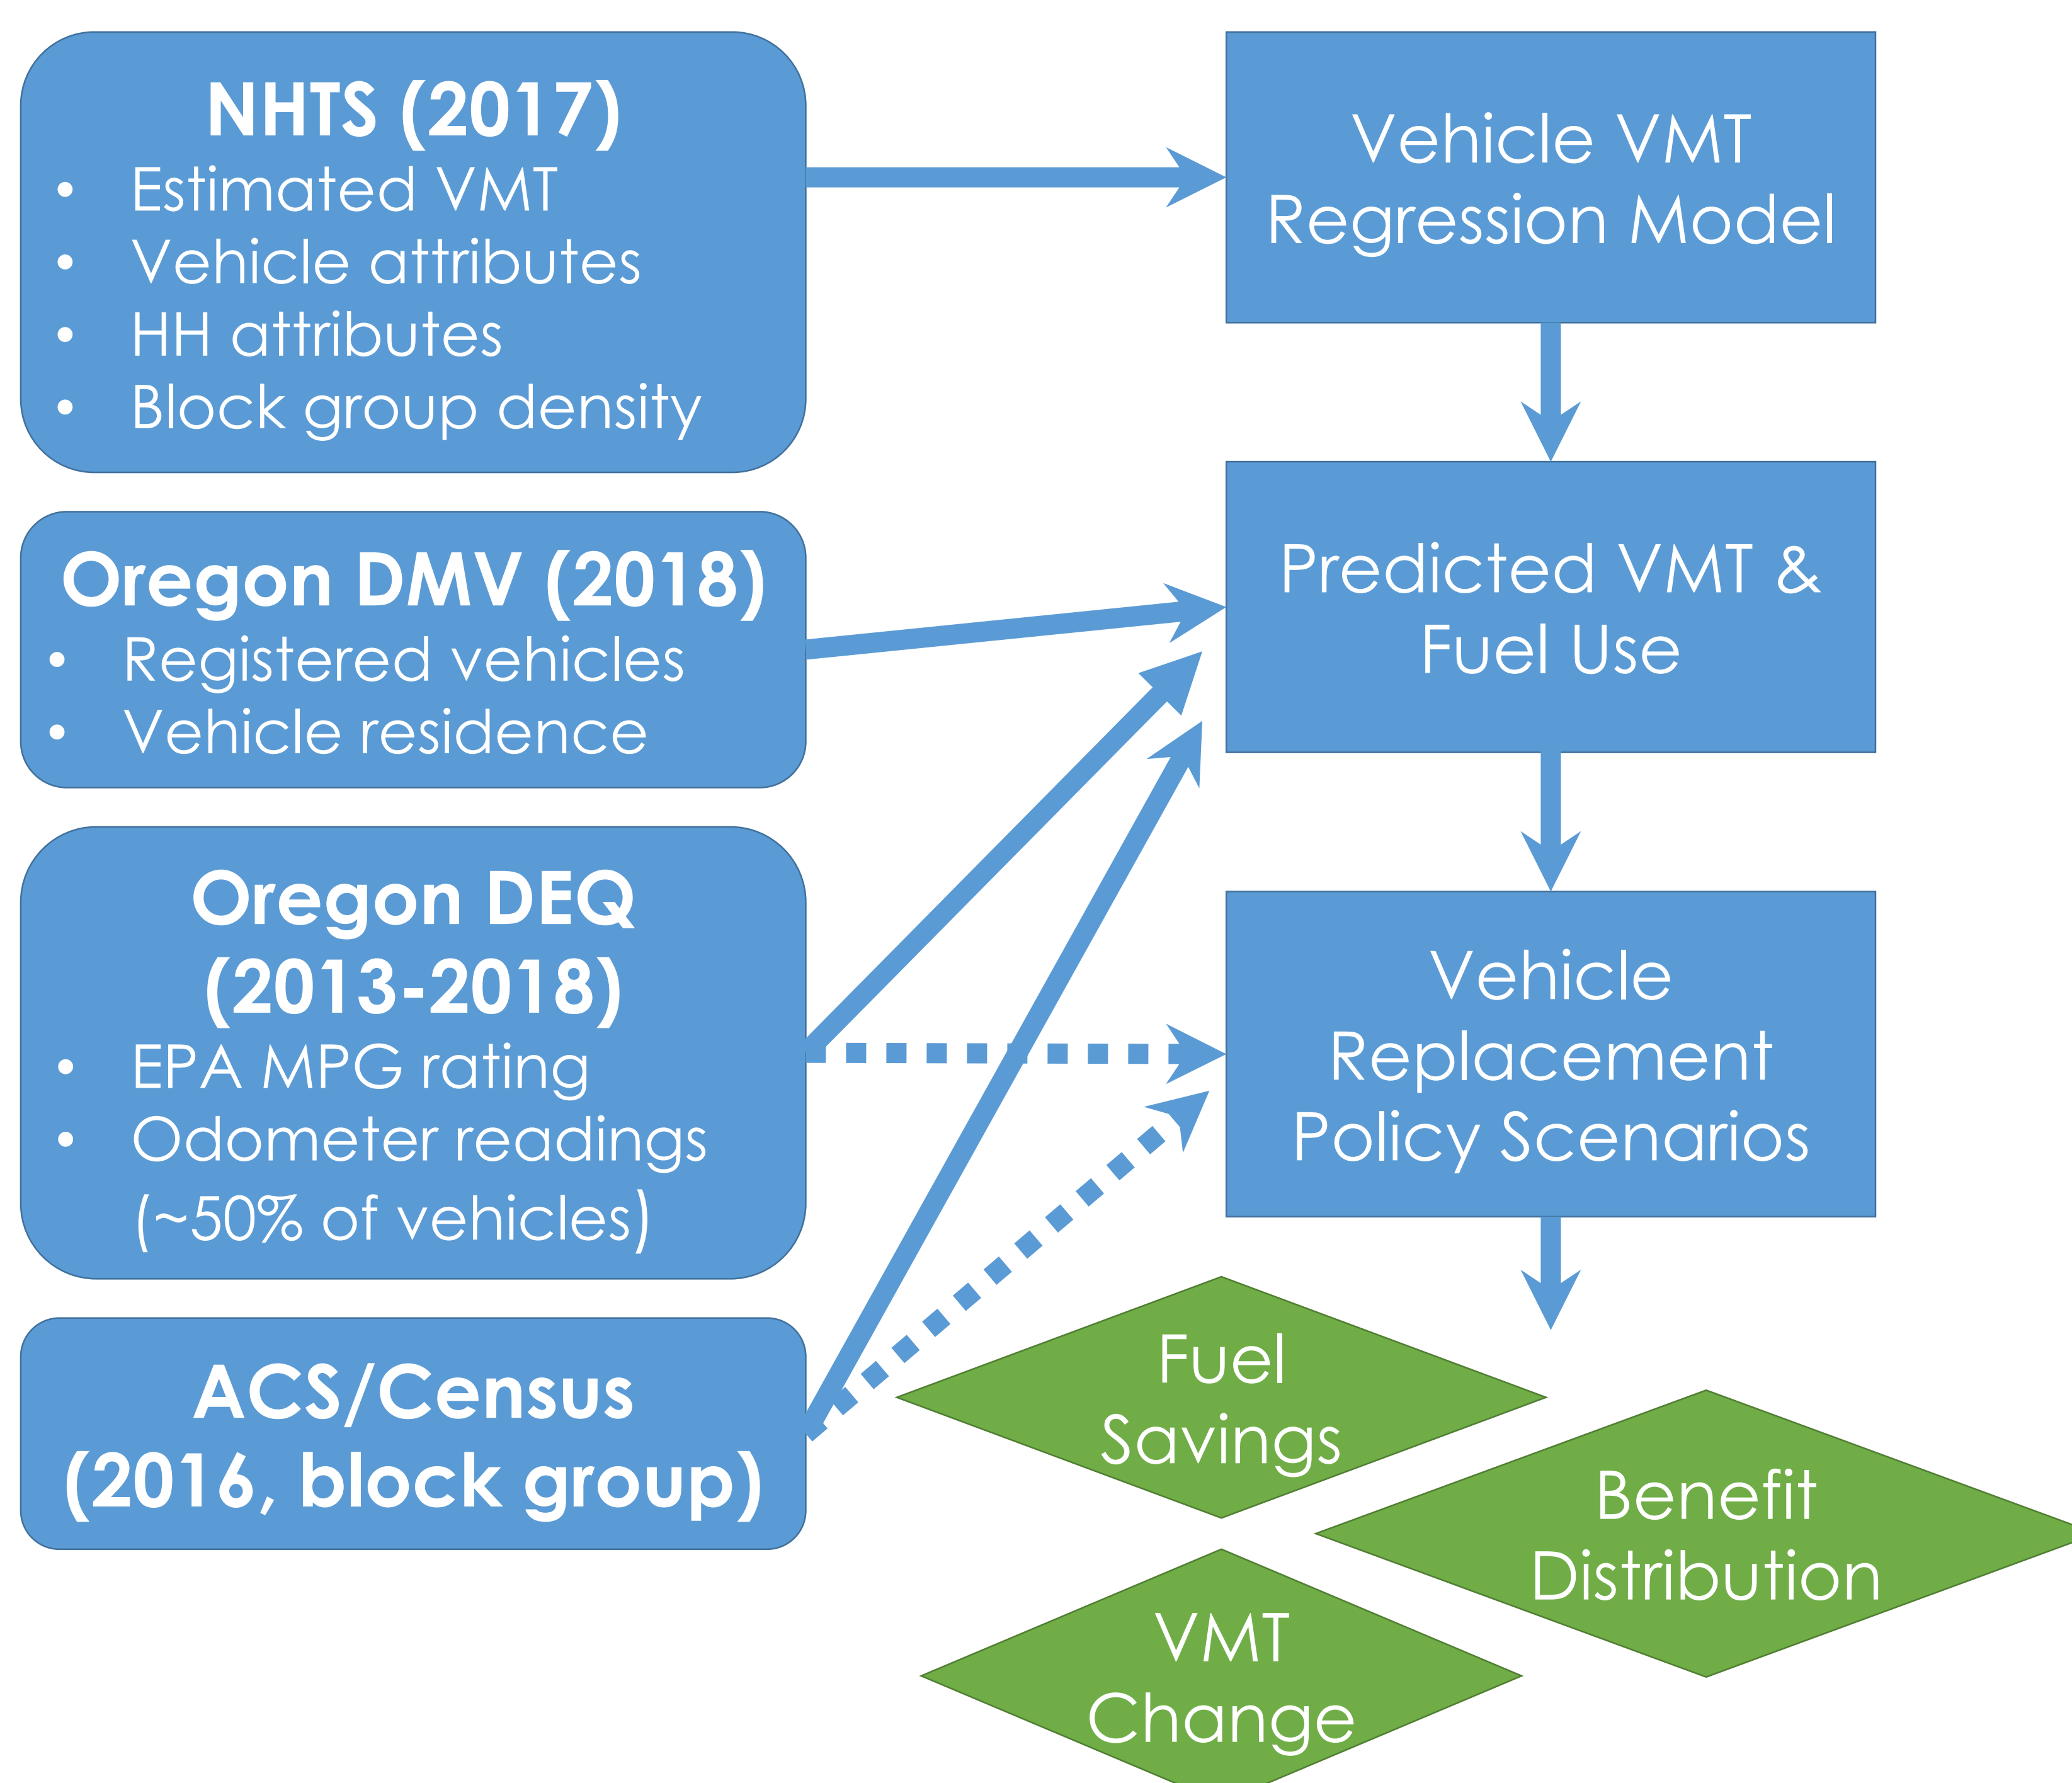 NHTS (2017)
• Estimated VMT
• Vehicle attributes
• HH attributes
• Block group density
Oregon DMV (2018)
• Registered vehicles
• Vehicle residence
Oregon DEQ
(2013-2018)
• EPA MPG rating
• Odometer readings
(~50% of vehicles)
ACS/Census
(2016, block group)
Vehicle VMT
Regression Model
Predicted VMT &
Fuel Use
Vehicle
Replacement
Policy Scenarios
Fuel
Savings
Benefit
Distribution
VMT
Change